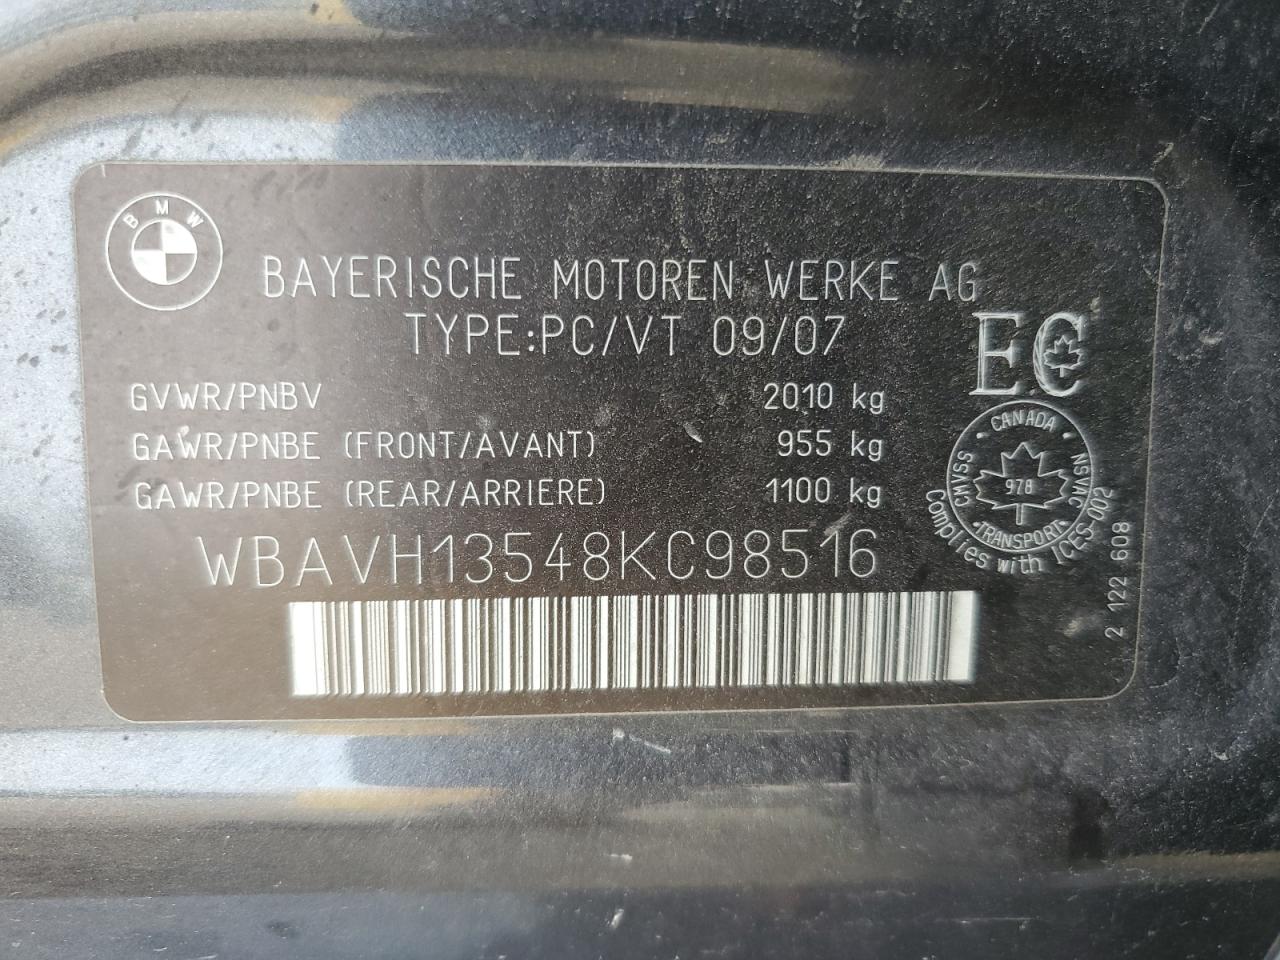 BMW
BAYERISCHE MOTOREN WERKE AG
TYPE:PC/VT 09/07
EC
GVWR/PNBV 2010 kg
GAWR/PNBE (FRONT/AVANT) 955 kg
GAWR/PNBE (REAR/ARRIERE) 1100 kg
WBAVH13548KC98516
· CANADA ·
CMVSS
NSVAC
978
·TRANSPORT·
Complies with ICES-002
2 122 608